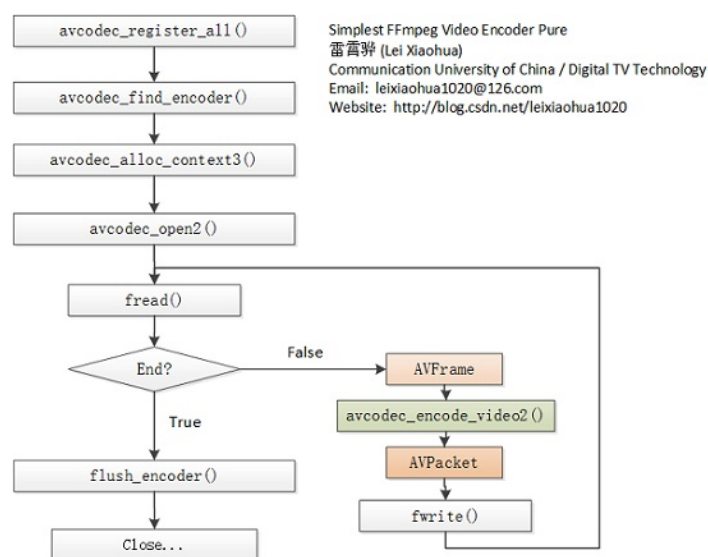 avcodec_register_all()
Simplest FFmpeg Video Encoder Pure
雷霄骅 (Lei Xiaohua)
Communication University of China / Digital TV Technology
Email: leixiaohua1020@126.com
Website: http://blog.csdn.net/leixiaohua1020
avcodec_find_encoder()
avcodec_alloc_context3()
avcodec_open2()
fread()
End?
False
True
AVFrame
avcodec_encode_video2()
AVPacket
fwrite()
flush_encoder()
Close...